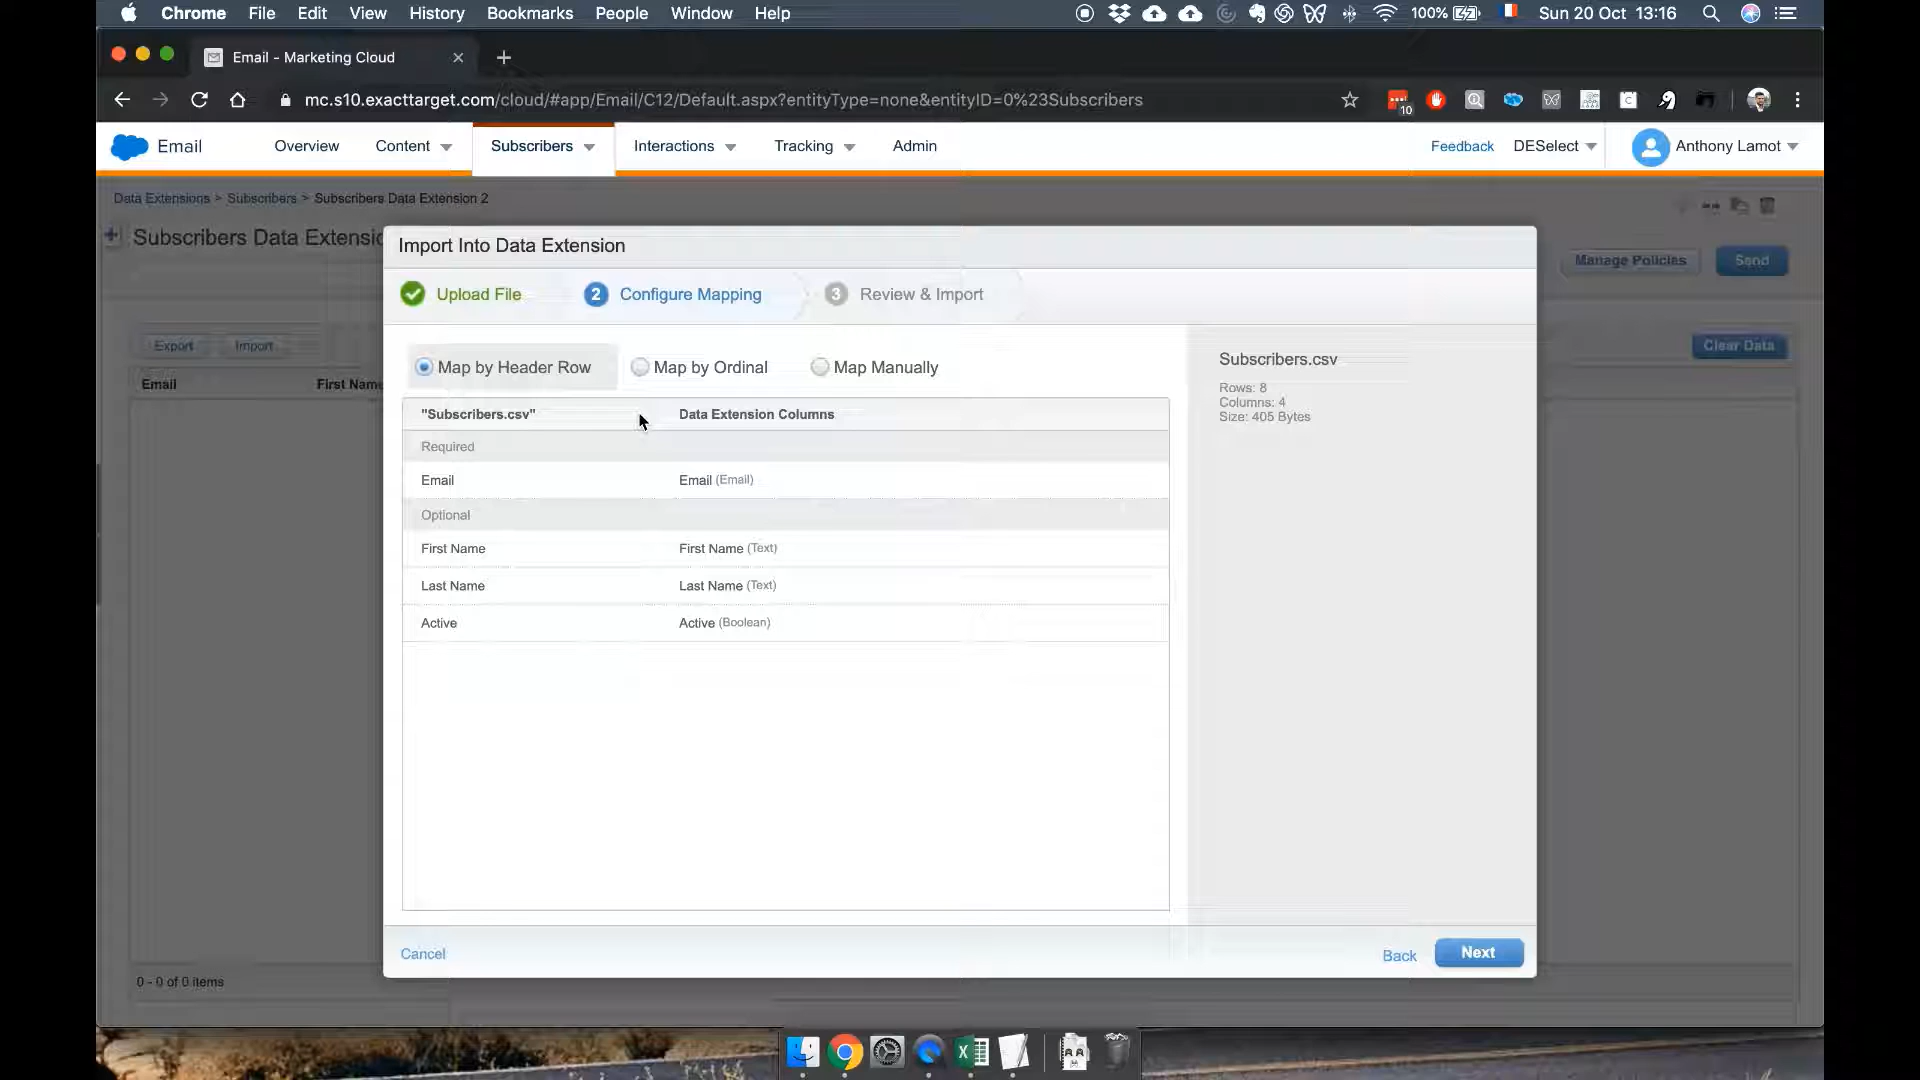 Chrome File Edit View History Bookmarks People Window Help 100% Sun 20 Oct 13:16
Email - Marketing Cloud
mc.s10.exacttarget.com/cloud/#app/Email/C12/Default.aspx?entityType=none&entityID=0%23Subscribers
10
Email Overview Content Subscribers Interactions Tracking Admin Feedback DESelect Anthony Lamot
Data Extensions > Subscribers > Subscribers Data Extension 2
Subscribers Data Extensio
Import Into Data Extension
Manage Policies Send
Upload File 2 Configure Mapping 3 Review & Import
Export Import Clear Data
Map by Header Row Map by Ordinal Map Manually
Subscribers.csv
Rows: 8
Columns: 4
Size: 405 Bytes
Email First Name
"Subscribers.csv" Data Extension Columns
Required
Email Email (Email)
Optional
First Name First Name (Text)
Last Name Last Name (Text)
Active Active (Boolean)
Cancel Back Next
0 - 0 of 0 items